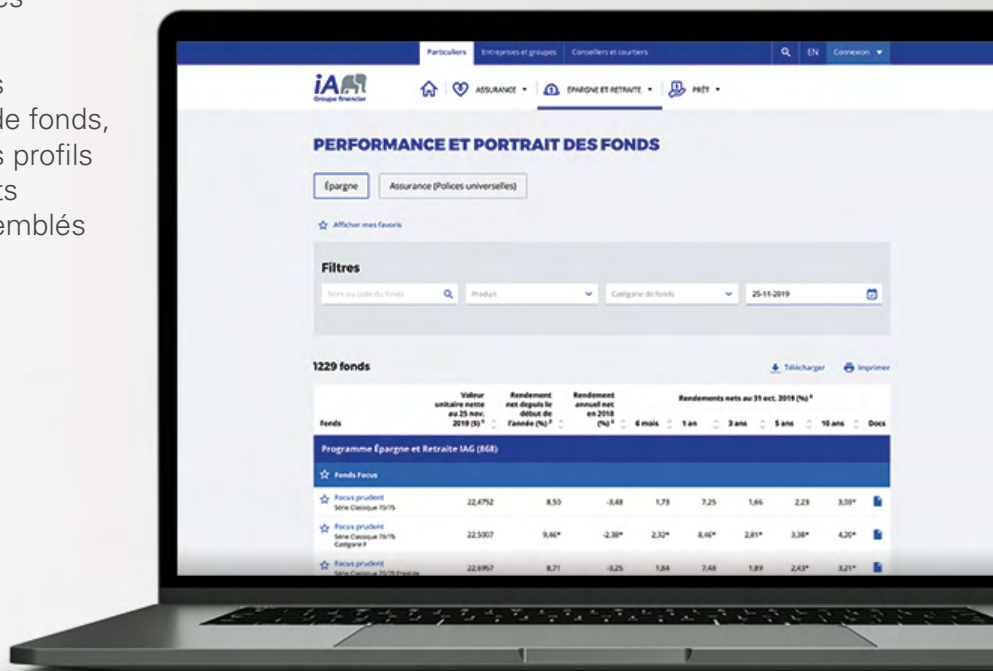 es
s
de fonds,
s profils
ts
emblés
Particuliers Entreprises et groupes Conseillers et courtiers EN Connexion
iA
Groupe financier
ASSURANCE ÉPARGNE ET RETRAITE PRÊT
PERFORMANCE ET PORTRAIT DES FONDS
Épargne Assurance (Polices universelles)
Afficher mes favoris
Filtres
Nom ou code du fonds Produit Catégorie de fonds 25-11-2019
1229 fonds Télécharger Imprimer
Fonds Valeur unitaire nette au 25 nov. 2019 ($) Rendement net depuis le début de l'année (%) Rendement annuel net en 2018 (%) Rendements nets au 31 oct. 2019 (%) 6 mois 1 an 3 ans 5 ans 10 ans Docs
Programme Épargne et Retraite IAG (868)
Fonds Focus
Focus prudent 22,4752 8,50 -3,48 1,73 7,25 1,66 2,23
Série Classique 75/75
Focus prudent
Série Classique 75/75 22,5007 9,46* -2,38* 2,32* 8,46* 2,81* 3,38* 4,20*
Catégorie F
Focus prudent 22,6957 8,71 -3,25 1,84 7,48 1,89 2,43* 3,21*
Série Classique 75/75 Prestige